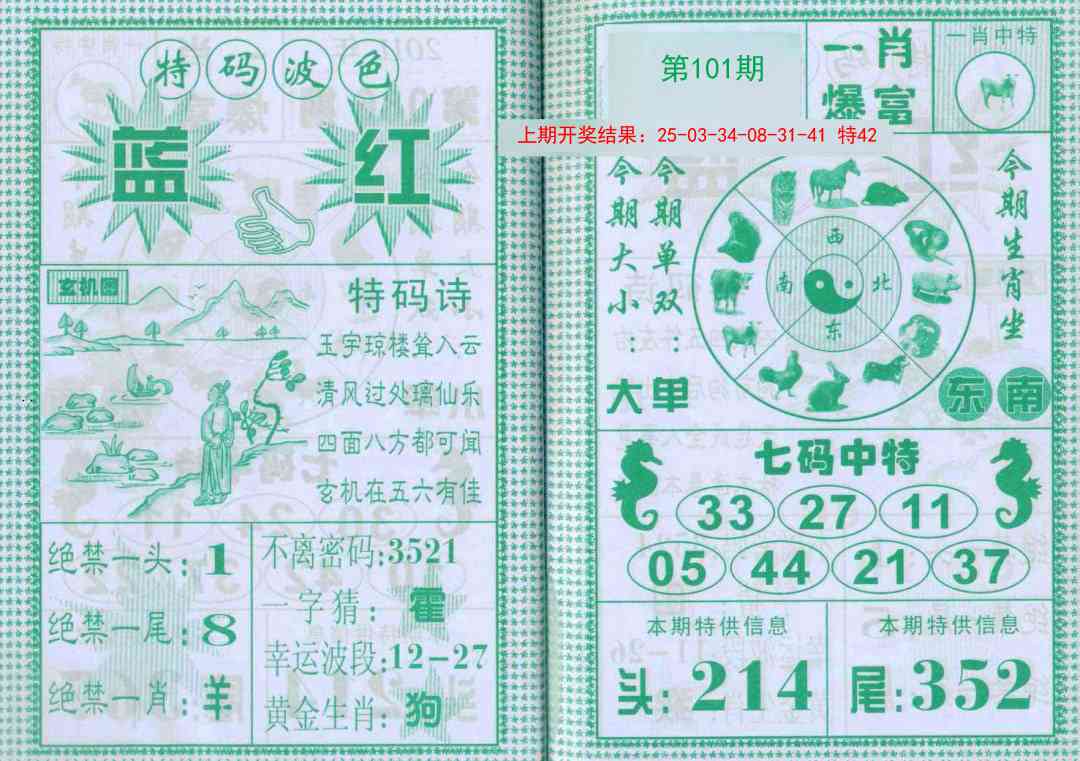 特码波色
蓝 红
玄机图
特码诗
玉宇琼楼耸入云
清风过处璃仙乐
四面八方都可闻
玄机在五六有佳
绝禁一头:1
绝禁一尾:8
绝禁一肖:羊
不离密码:3521
一字猜:霍
幸运波段:12-27
黄金生肖:狗
第101期
一肖
爆富
一肖中特
上期开奖结果：25-03-34-08-31-41 特42
今期大小:大
今期单双:单
西
南 北
东
今期生肖坐
东南
七码中特
33 27 11
05 44 21 37
本期特供信息
头:214
本期特供信息
尾:352